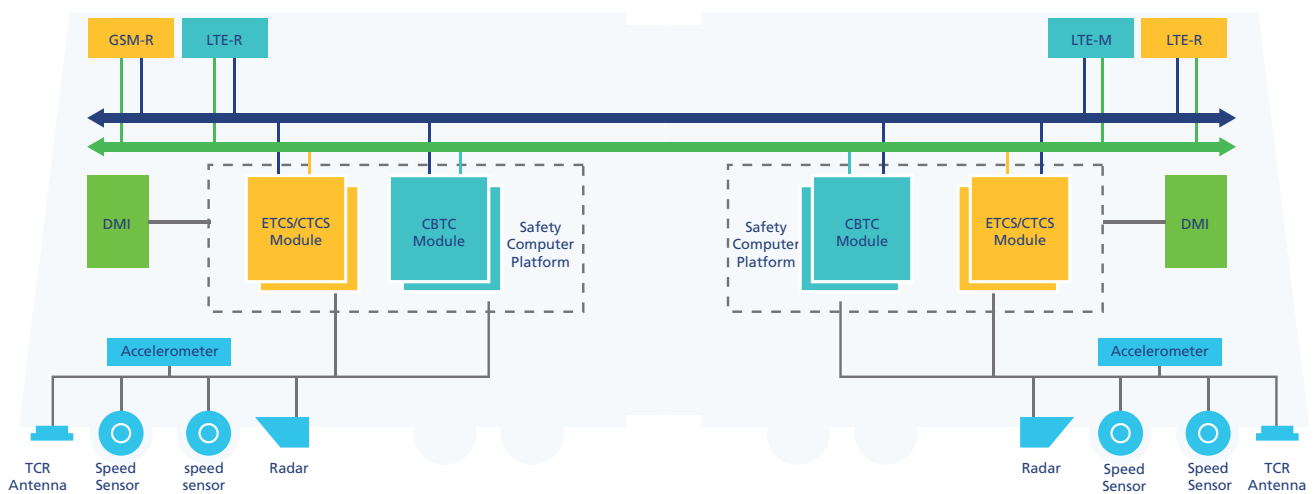 GSM-R
LTE-R
LTE-M
LTE-R
DMI
ETCS/CTCS
Module
CBTC
Module
Safety
Computer
Platform
Safety
Computer
Platform
CBTC
Module
ETCS/CTCS
Module
DMI
Accelerometer
Accelerometer
TCR
Antenna
Speed
Sensor
speed
sensor
Radar
Radar
Speed
Sensor
Speed
Sensor
TCR
Antenna